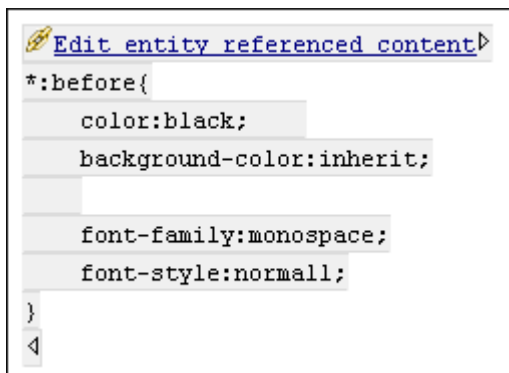 Edit entity referenced content
*:before{
color:black;
background-color:inherit;
font-family:monospace;
font-style:normall;
}